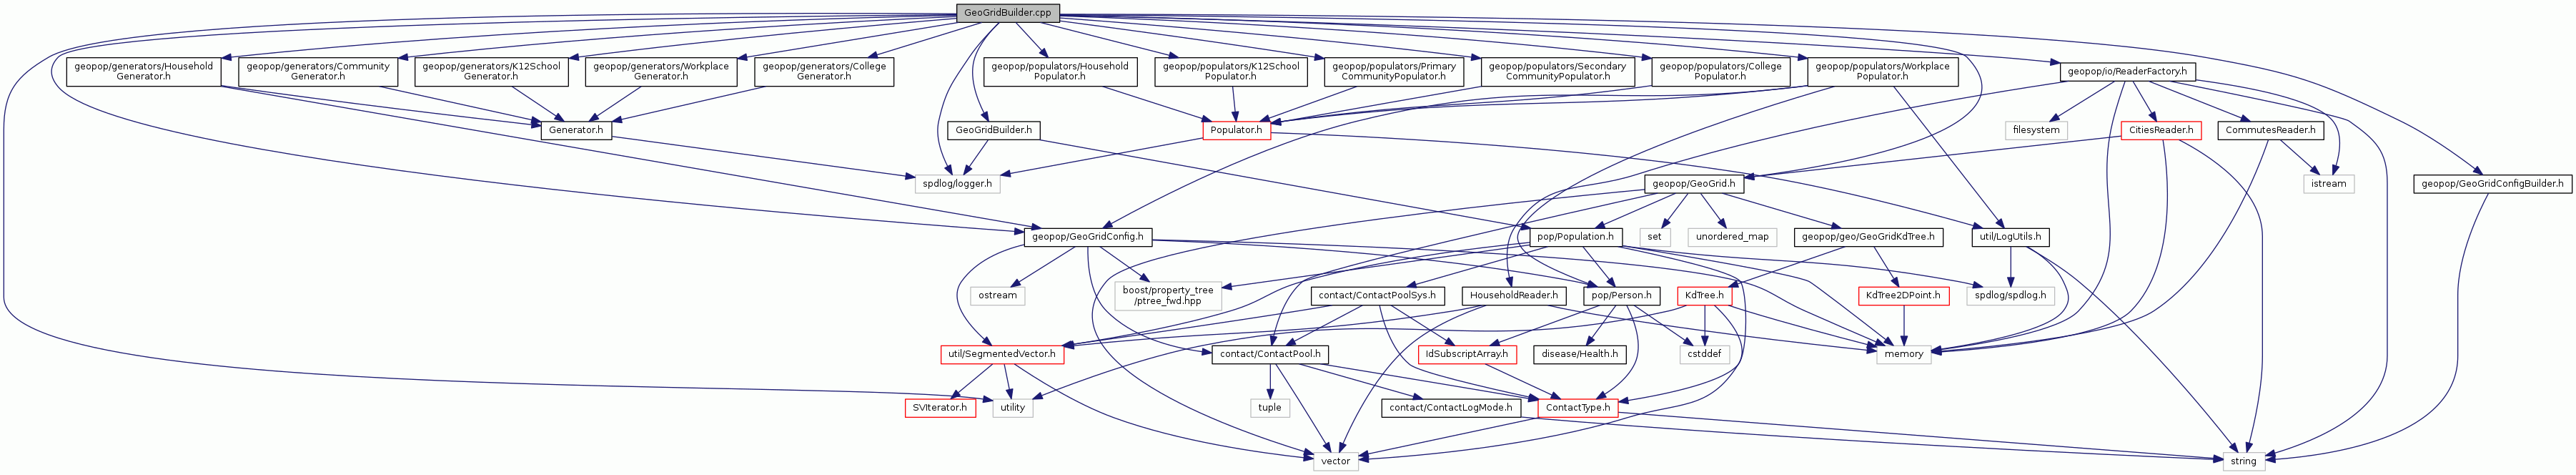 GeoGridBuilder.cpp
geopop/generators/Household
Generator.h
geopop/generators/Community
Generator.h
geopop/generators/K12School
Generator.h
geopop/generators/Workplace
Generator.h
geopop/generators/College
Generator.h
geopop/populators/Household
Populator.h
geopop/populators/K12School
Populator.h
geopop/populators/Primary
CommunityPopulator.h
geopop/populators/Secondary
CommunityPopulator.h
geopop/populators/College
Populator.h
geopop/populators/Workplace
Populator.h
geopop/io/ReaderFactory.h
Generator.h
GeoGridBuilder.h
Populator.h
filesystem
CitiesReader.h
CommutesReader.h
spdlog/logger.h
geopop/GeoGrid.h
istream
geopop/GeoGridConfigBuilder.h
geopop/GeoGridConfig.h
pop/Population.h
set
unordered_map
geopop/geo/GeoGridKdTree.h
util/LogUtils.h
ostream
boost/property_tree
/ptree_fwd.hpp
contact/ContactPoolSys.h
HouseholdReader.h
pop/Person.h
KdTree.h
KdTree2DPoint.h
spdlog/spdlog.h
util/SegmentedVector.h
contact/ContactPool.h
IdSubscriptArray.h
disease/Health.h
cstddef
memory
SVIterator.h
utility
tuple
contact/ContactLogMode.h
ContactType.h
vector
string